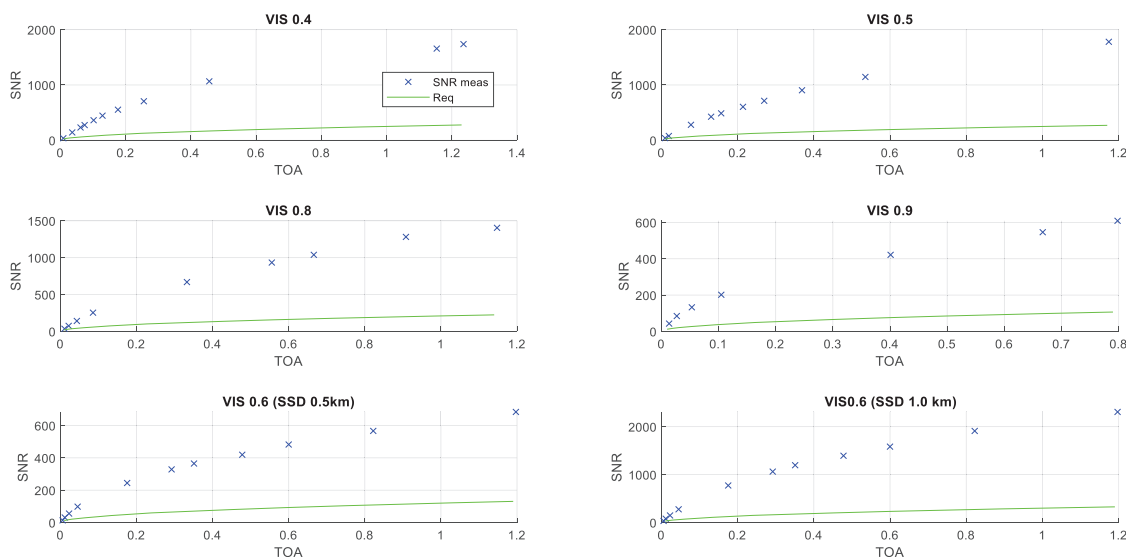 VIS 0.4
SNR
2000
1000
0
0 0.2 0.4 0.6 0.8 1 1.2 1.4
TOA
SNR meas
Req
VIS 0.5
SNR
2000
1500
1000
500
0
0 0.2 0.4 0.6 0.8 1 1.2
TOA
VIS 0.8
SNR
1500
1000
500
0
0 0.2 0.4 0.6 0.8 1 1.2
TOA
VIS 0.9
SNR
600
400
200
0
0 0.1 0.2 0.3 0.4 0.5 0.6 0.7 0.8
TOA
VIS 0.6 (SSD 0.5km)
SNR
600
400
200
0
0 0.2 0.4 0.6 0.8 1 1.2
TOA
VIS0.6 (SSD 1.0 km)
SNR
2000
1000
0
0 0.2 0.4 0.6 0.8 1 1.2
TOA